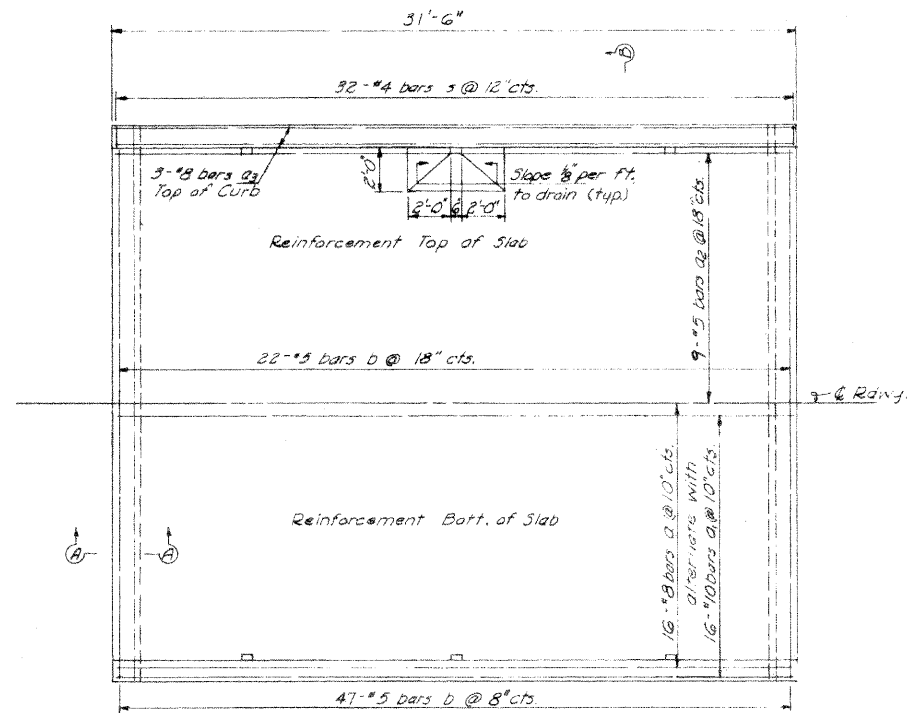 31'-6"
B
32-#4 bars s @ 12" cts.
3-#8 bars a3
Top of Curb
2'-0"
Slope 1/8" per ft.
to drain (typ.)
2'-0" 6" 2'-0"
Reinforcement Top of Slab
9-#5 bars a2 @ 18" cts.
22-#5 bars b @ 18" cts.
℄ Rdwy.
Reinforcement Bott. of Slab
16-#8 bars a @ 10" cts.
alternate with
16-#10 bars a1 @ 10" cts.
A A
47-#5 bars b @ 8" cts.